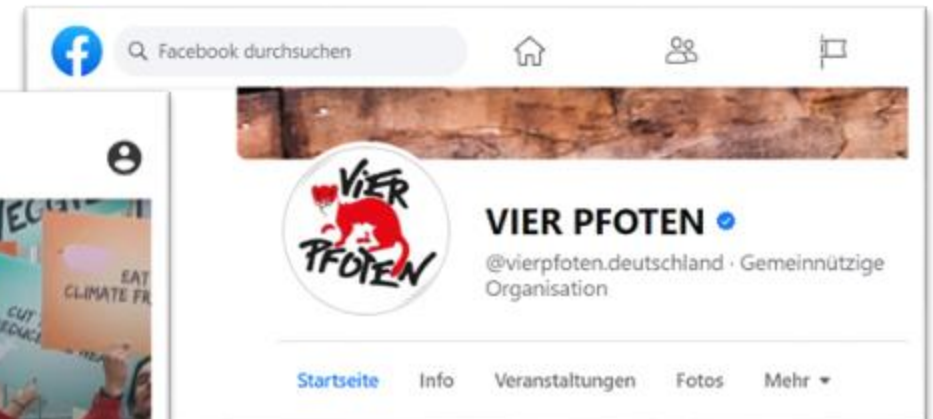 Facebook durchsuchen
VIER
PFOTEN
VIER PFOTEN
@vierpfoten.deutschland · Gemeinnützige
Organisation
Startseite Info Veranstaltungen Fotos Mehr
EAT
CLIMATE FR
CUT